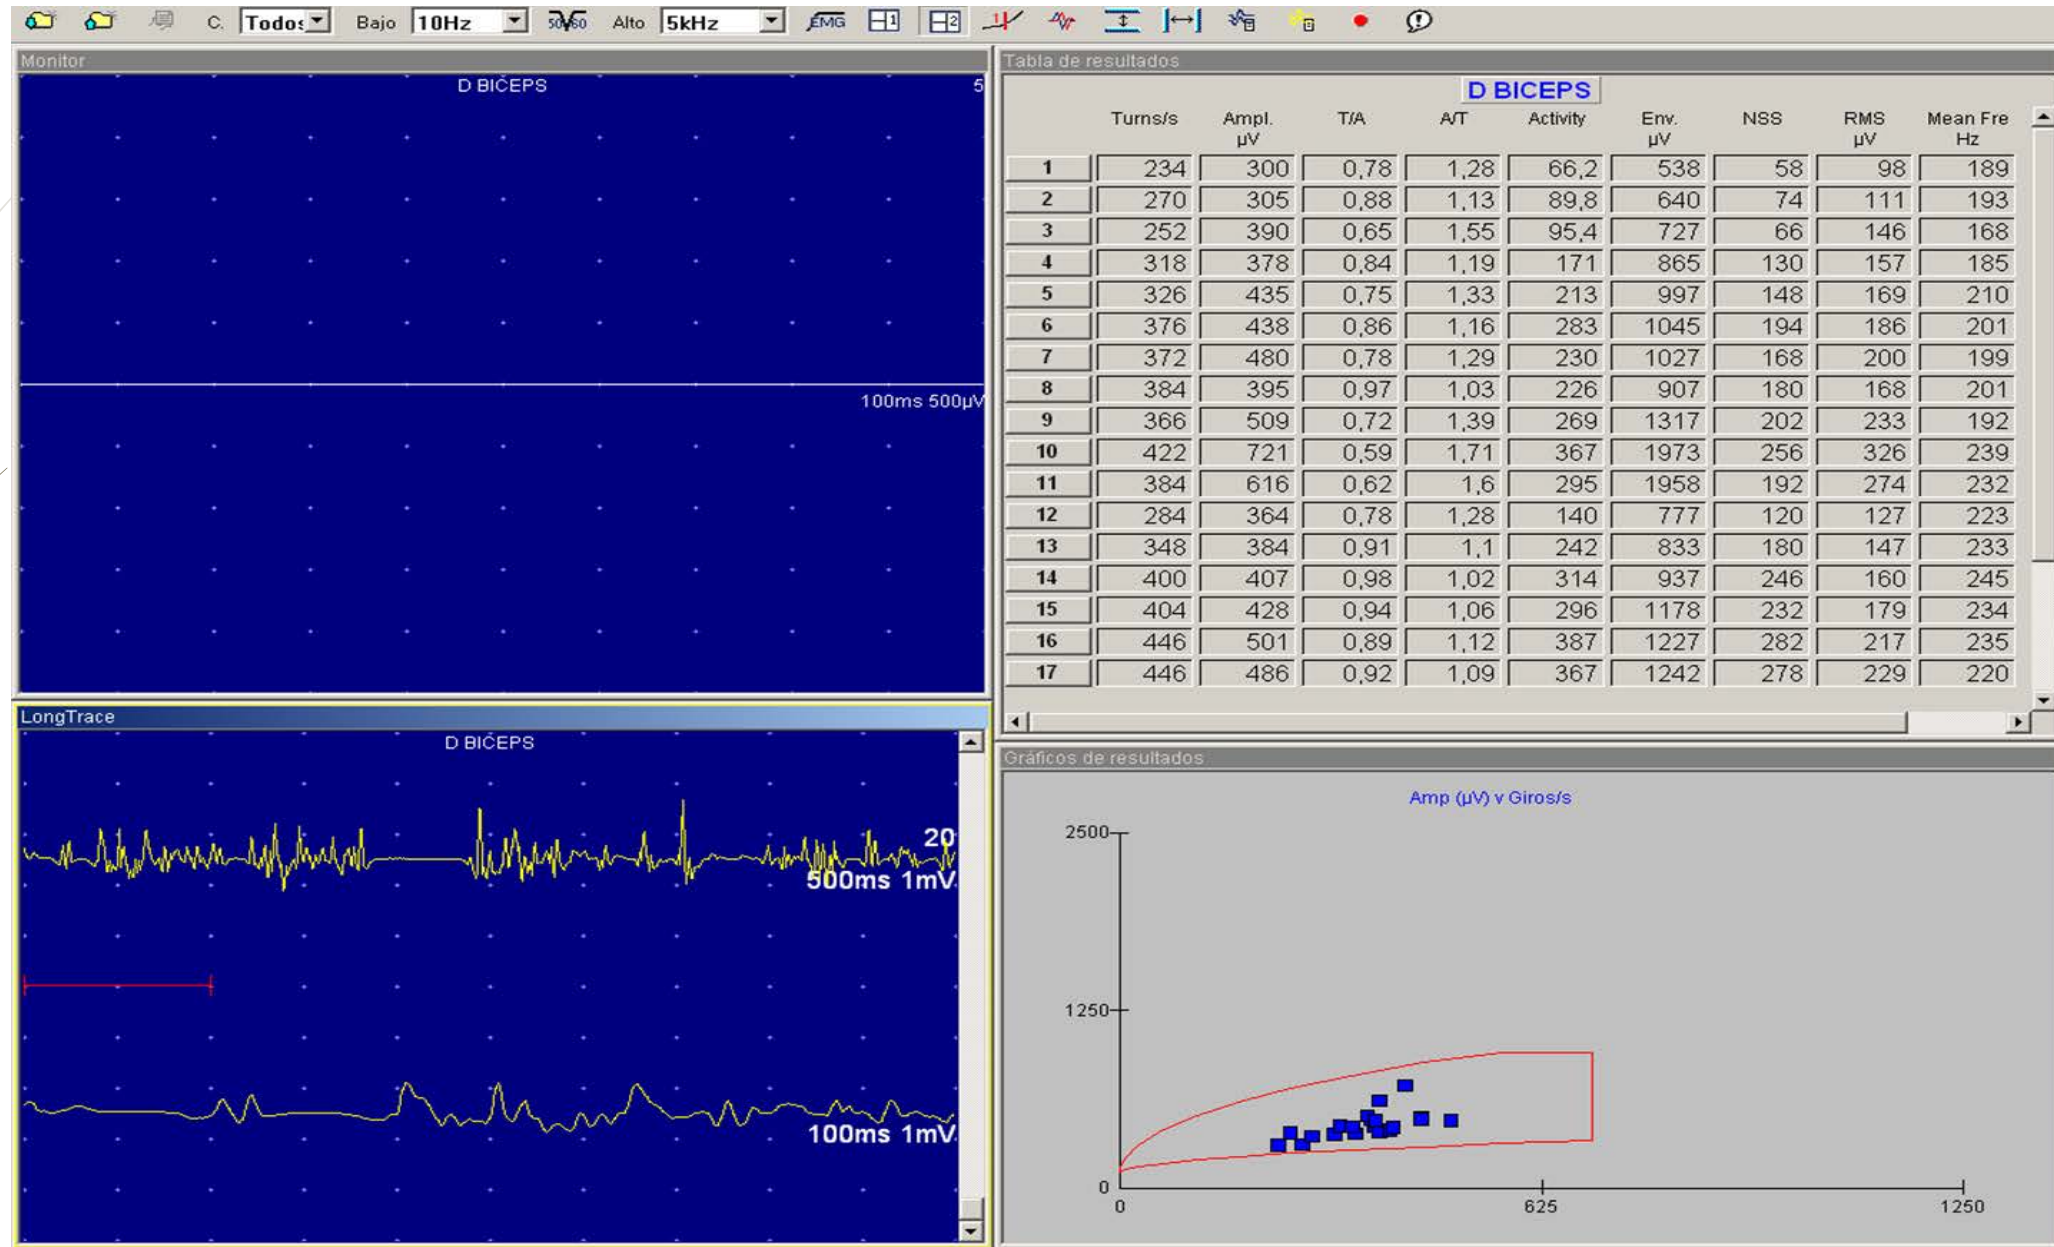 C. Todos Bajo 10Hz 50 60 Alto 5kHz EMG 1 2
Monitor
D BICEPS 5
100ms 500µV
Tabla de resultados
D BICEPS
Turns/s Ampl. µV T/A A/T Activity Env. µV NSS RMS µV Mean Fre Hz
1 234 300 0,78 1,28 66,2 538 58 98 189
2 270 305 0,88 1,13 89,8 640 74 111 193
3 252 390 0,65 1,55 95,4 727 66 146 168
4 318 378 0,84 1,19 171 865 130 157 185
5 326 435 0,75 1,33 213 997 148 169 210
6 376 438 0,86 1,16 283 1045 194 186 201
7 372 480 0,78 1,29 230 1027 168 200 199
8 384 395 0,97 1,03 226 907 180 168 201
9 366 509 0,72 1,39 269 1317 202 233 192
10 422 721 0,59 1,71 367 1973 256 326 239
11 384 616 0,62 1,6 295 1958 192 274 232
12 284 364 0,78 1,28 140 777 120 127 223
13 348 384 0,91 1,1 242 833 180 147 233
14 400 407 0,98 1,02 314 937 246 160 245
15 404 428 0,94 1,06 296 1178 232 179 234
16 446 501 0,89 1,12 387 1227 282 217 235
17 446 486 0,92 1,09 367 1242 278 229 220
LongTrace
D BICEPS
20
500ms 1mV
100ms 1mV
Gráficos de resultados
Amp (µV) v Giros/s
2500
1250
0
0 625 1250